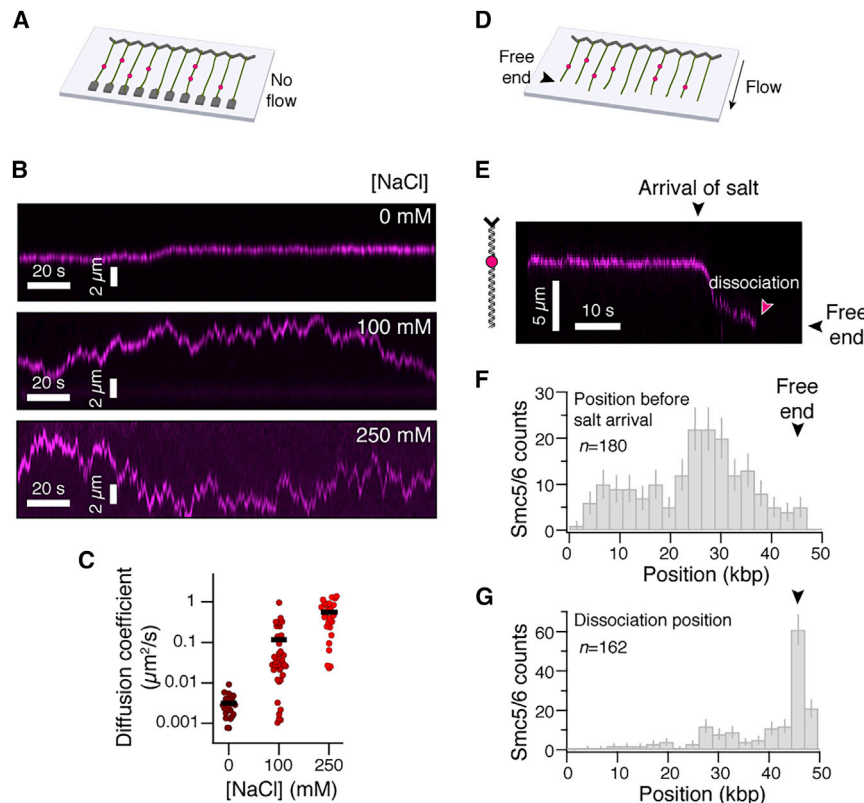 A
No
flow
B
[NaCl]
0 mM
20 s
2 µm
100 mM
20 s
2 µm
250 mM
20 s
2 µm
C
Diffusion coefficient
(µm²/s)
1
0.1
0.01
0.001
0
100
250
[NaCl] (mM)
D
Free
end
Flow
E
Arrival of salt
dissociation
5 µm
10 s
Free
end
F
Smc5/6 counts
30
20
10
0
Position before
salt arrival
n=180
Free
end
0 10 20 30 40 50
Position (kbp)
G
Smc5/6 counts
60
40
20
0
Dissociation position
n=162
0 10 20 30 40 50
Position (kbp)